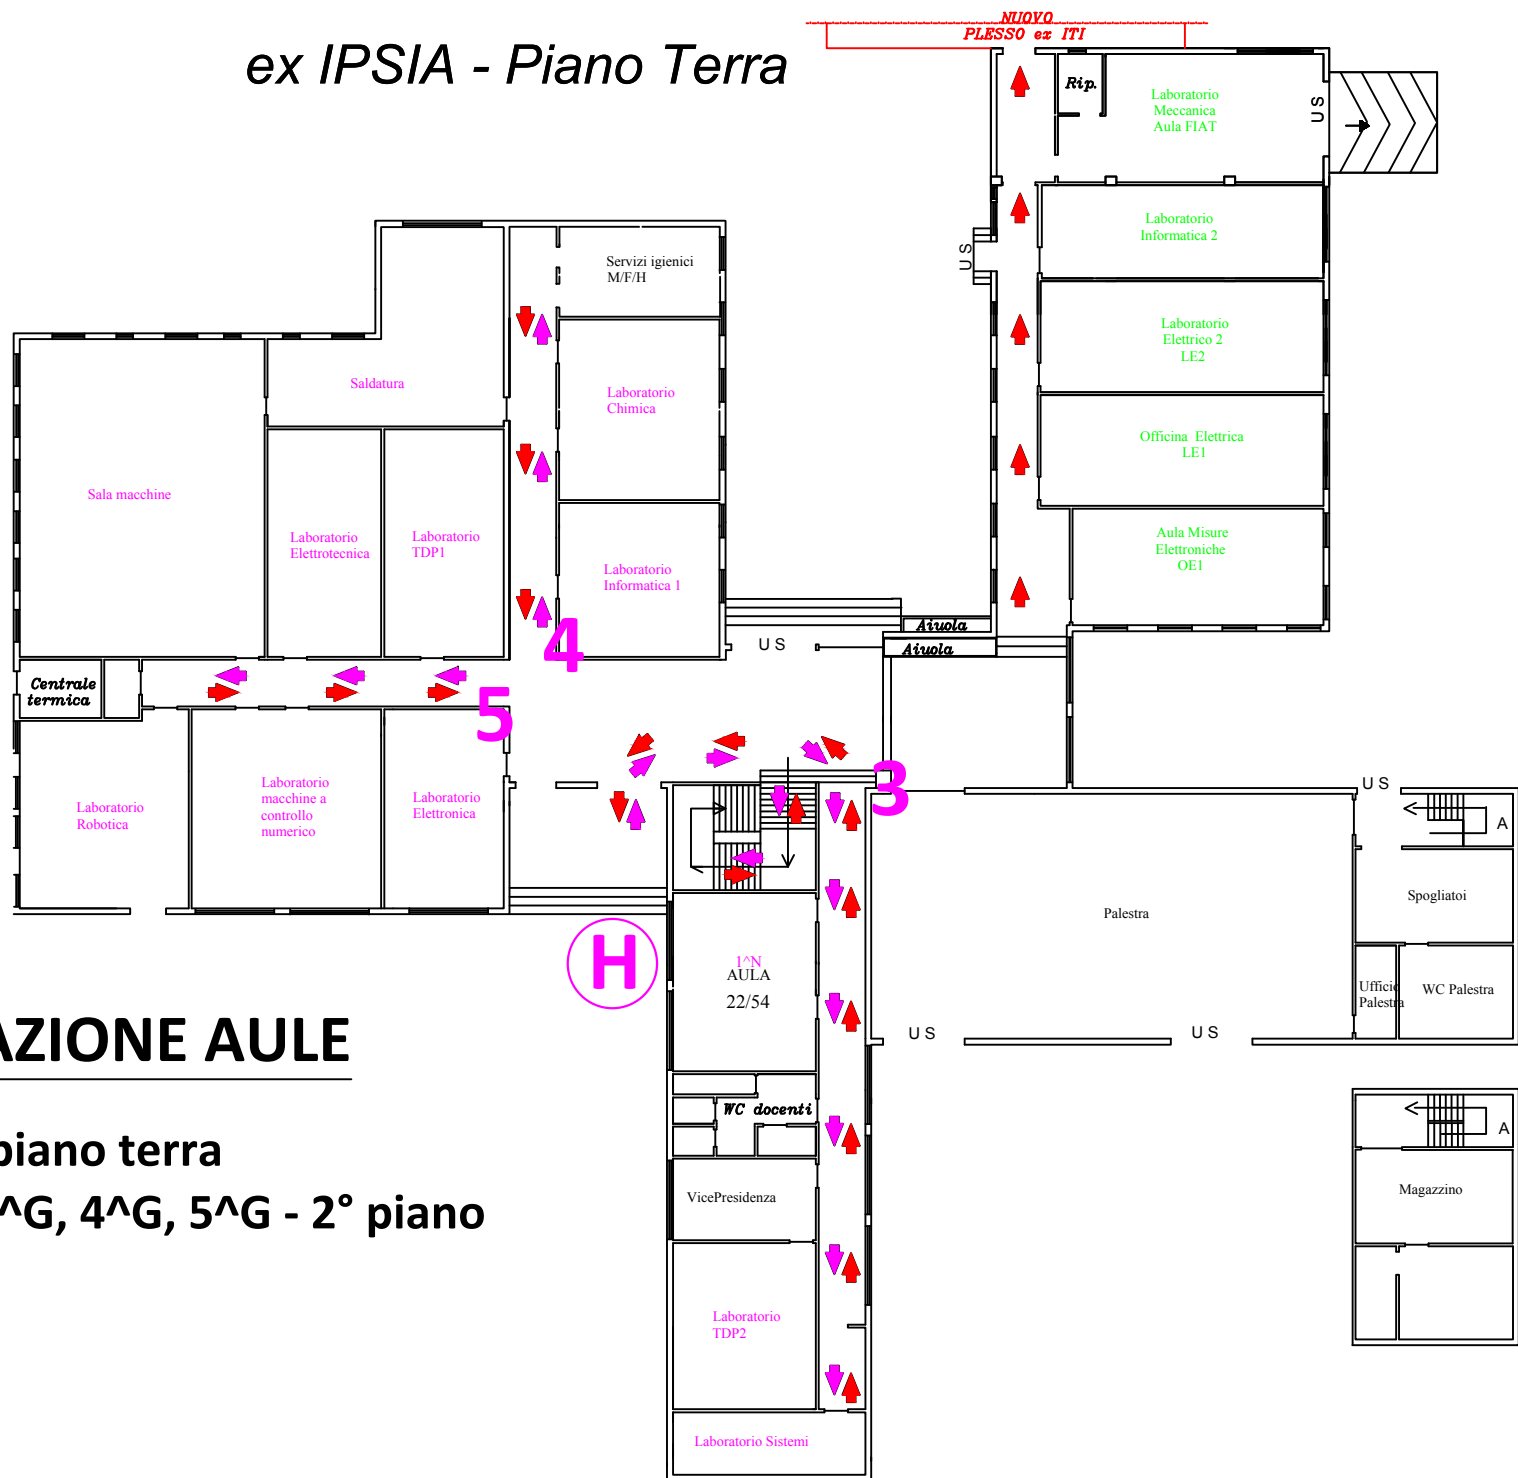 NUOVO
PLESSO ex ITI
ex IPSIA - Piano Terra
Rip.
Laboratorio
Meccanica
Aula FIAT
U S
Laboratorio
Informatica 2
U S
Servizi igienici
M/F/H
Laboratorio
Elettrico 2
LE2
Saldatura
Laboratorio
Chimica
Officina Elettrica
LE1
Sala macchine
Laboratorio
Elettrotecnica
Laboratorio
TDP1
Laboratorio
Informatica 1
Aula Misure
Elettroniche
OE1
4
U S
Aiuola
Aiuola
Centrale
termica
5
3
Laboratorio
Robotica
Laboratorio
macchine a
controllo
numerico
Laboratorio
Elettronica
U S
A
Spogliatoi
Palestra
H
1^N
AULA
22/54
Ufficio
Palestra
WC Palestra
U S
U S
AZIONE AULE
WC docenti
A
piano terra
VicePresidenza
Magazzino
^G, 4^G, 5^G - 2° piano
Laboratorio
TDP2
Laboratorio Sistemi